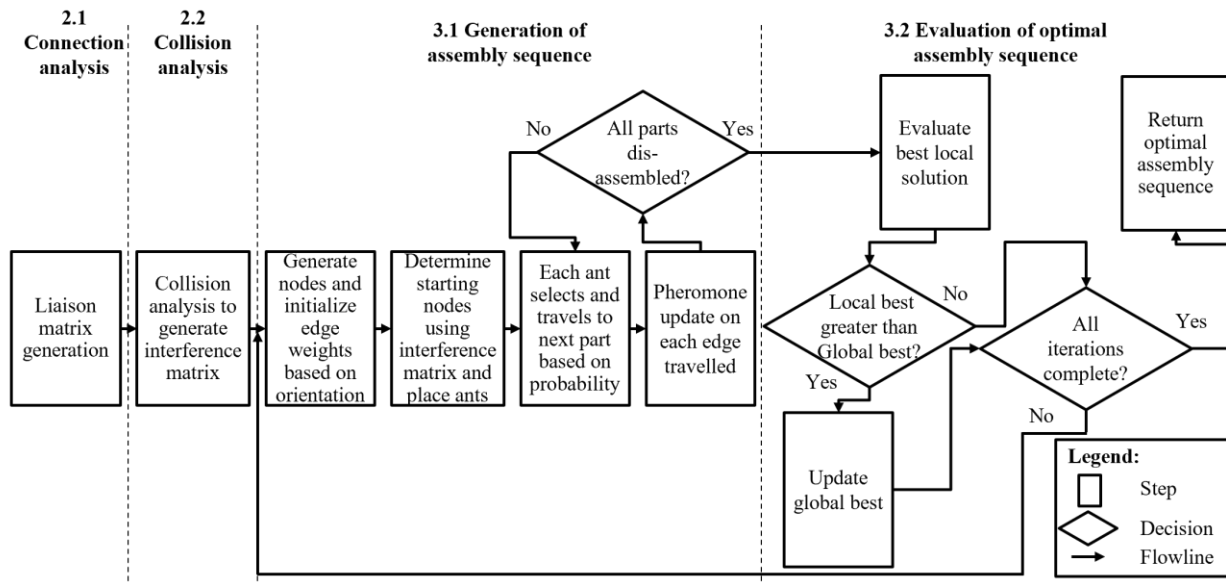 2.1
Connection
analysis
2.2
Collision
analysis
3.1 Generation of
assembly sequence
3.2 Evaluation of optimal
assembly sequence
Liaison
matrix
generation
Collision
analysis to
generate
interference
matrix
Generate
nodes and
initialize
edge
weights
based on
orientation
Determine
starting
nodes
using
interference
matrix and
place ants
Each ant
selects and
travels to
next part
based on
probability
Pheromone
update on
each edge
travelled
No
All parts
dis-
assembled?
Yes
Evaluate
best local
solution
Local best
greater than
Global best?
No
Yes
Update
global best
All
iterations
complete?
Yes
No
Return
optimal
assembly
sequence
Legend:
Step
Decision
Flowline